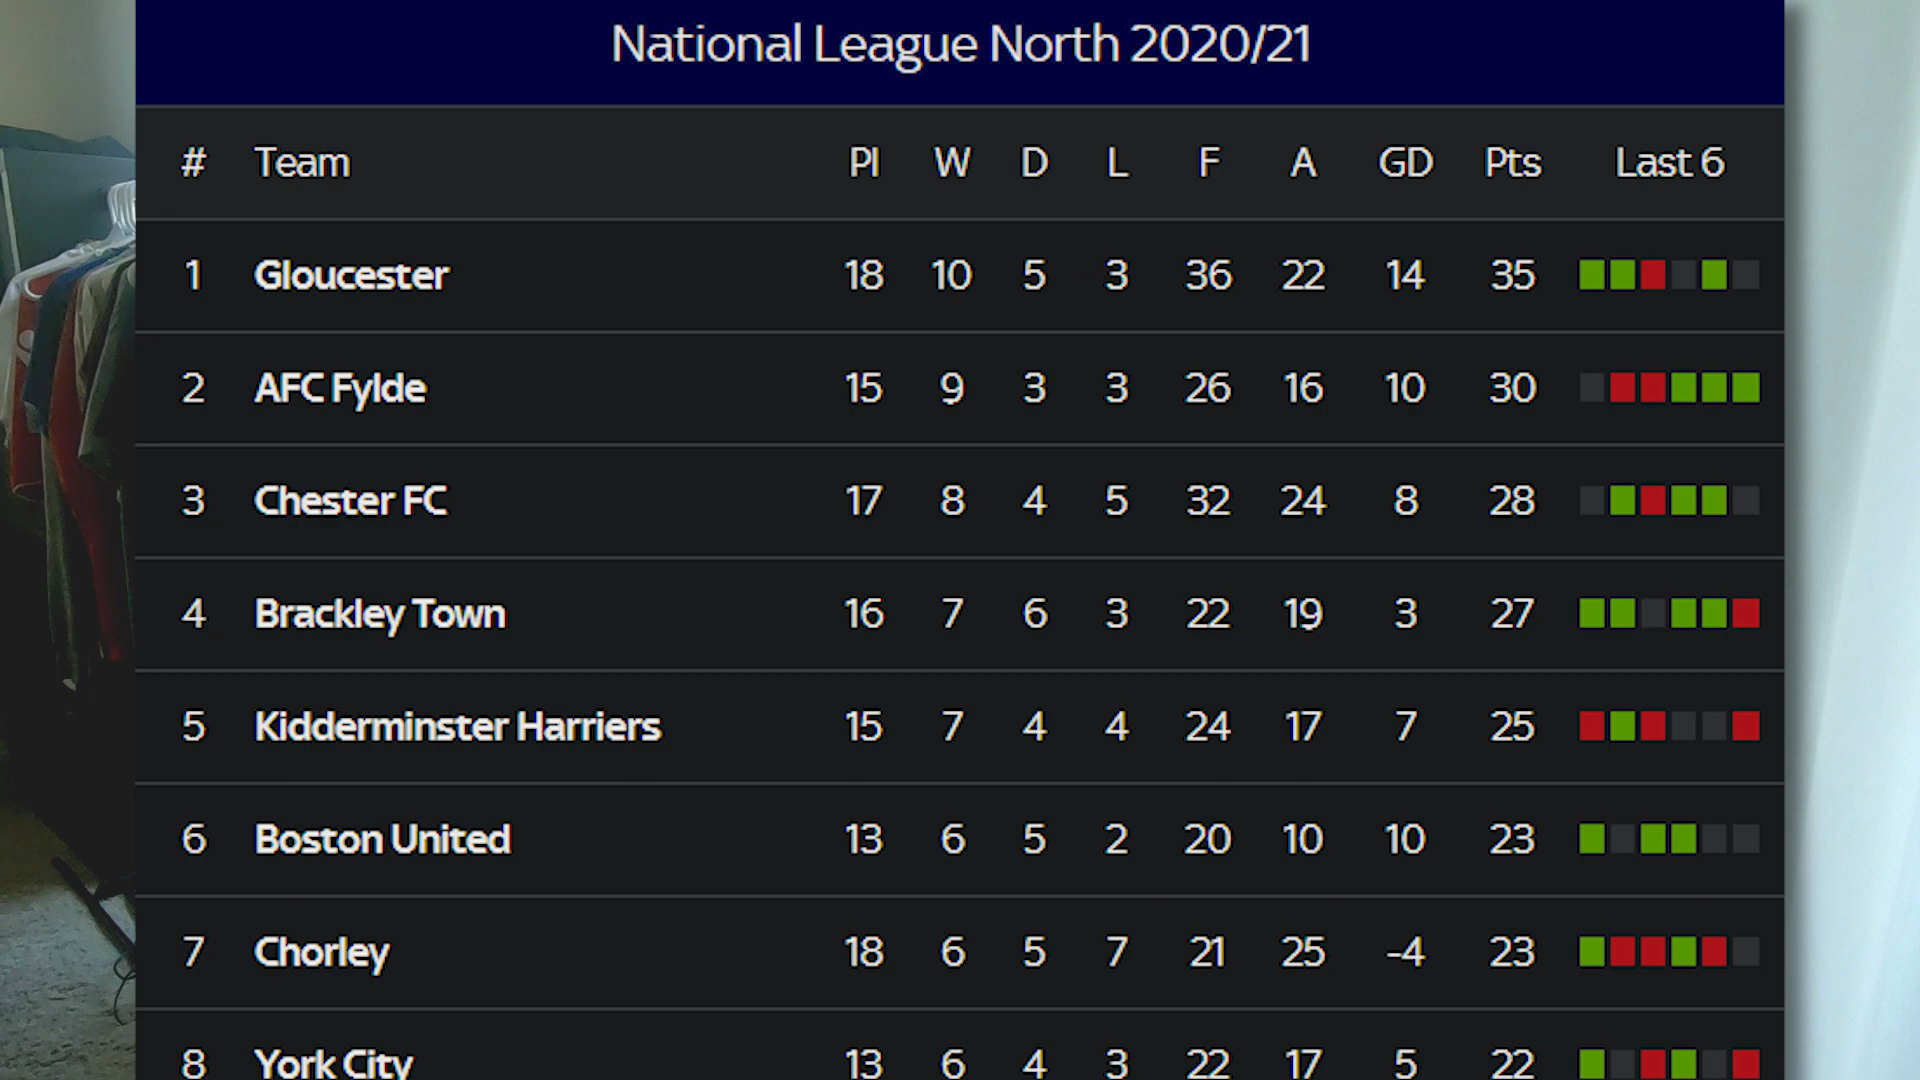 National League North 2020/21
# Team Pl W D L F A GD Pts Last 6
1 Gloucester 18 10 5 3 36 22 14 35
2 AFC Fylde 15 9 3 3 26 16 10 30
3 Chester FC 17 8 4 5 32 24 8 28
4 Brackley Town 16 7 6 3 22 19 3 27
5 Kidderminster Harriers 15 7 4 4 24 17 7 25
6 Boston United 13 6 5 2 20 10 10 23
7 Chorley 18 6 5 7 21 25 -4 23
8 York City 13 6 4 3 22 17 5 22